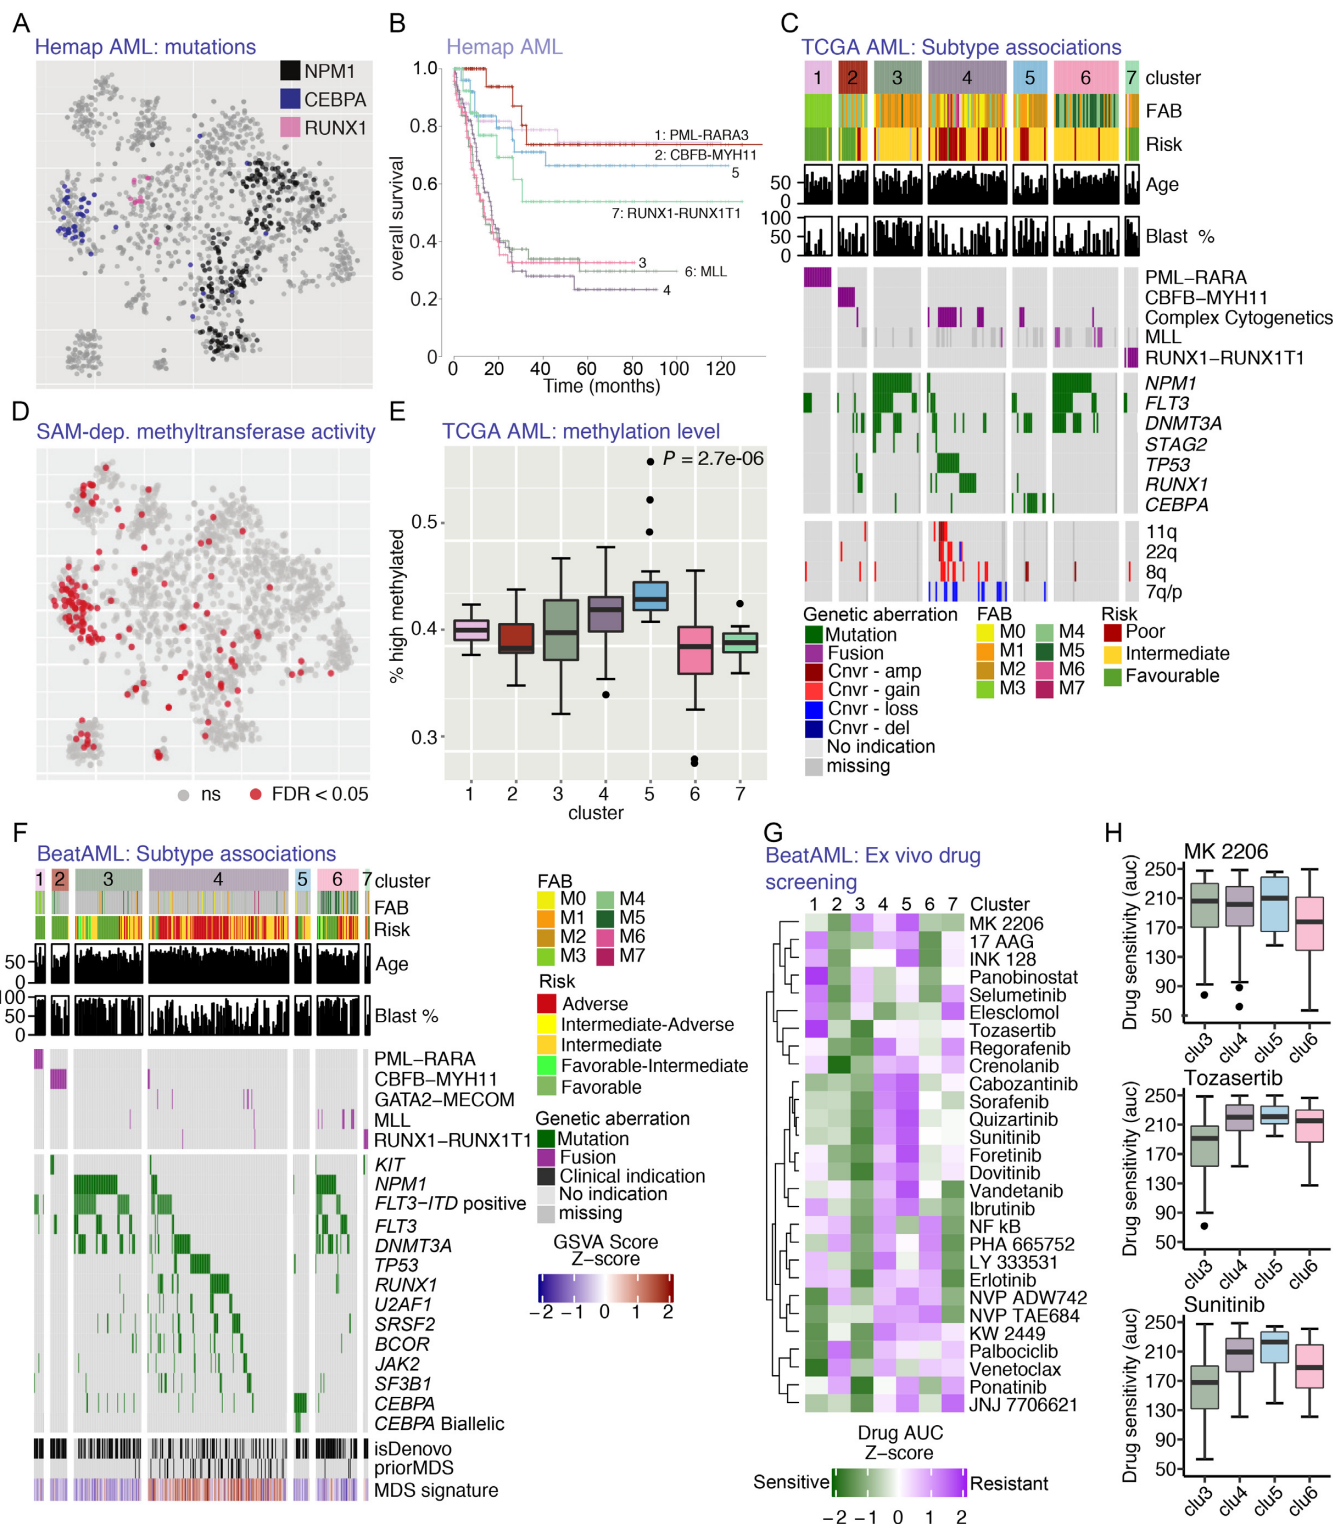 A
Hemap AML: mutations
NPM1
CEBPA
RUNX1
B
Hemap AML
1.0
0.8
0.6
0.4
0.2
0
overall survival
1: PML-RARA3
2: CBFB-MYH11
5
7: RUNX1-RUNX1T1
3
6: MLL
4
0 20 40 60 80 100 120
Time (months)
C
TCGA AML: Subtype associations
1 2 3 4 5 6 7 cluster
FAB
Risk
50
0
Age
100
50
0
Blast %
PML−RARA
CBFB−MYH11
Complex Cytogenetics
MLL
RUNX1−RUNX1T1
NPM1
FLT3
DNMT3A
STAG2
TP53
RUNX1
CEBPA
11q
22q
8q
7q/p
Genetic aberration
Mutation
Fusion
Cnvr - amp
Cnvr - gain
Cnvr - loss
Cnvr - del
No indication
missing
FAB
M0 M4
M1 M5
M2 M6
M3 M7
Risk
Poor
Intermediate
Favourable
D
SAM-dep. methyltransferase activity
ns FDR < 0.05
E
TCGA AML: methylation level
P = 2.7e-06
% high methylated
0.5
0.4
0.3
1 2 3 4 5 6 7
cluster
F
BeatAML: Subtype associations
1 2 3 4 5 6 7 cluster
FAB
Risk
50
0
Age
100
50
0
Blast %
PML−RARA
CBFB−MYH11
GATA2−MECOM
MLL
RUNX1−RUNX1T1
KIT
NPM1
FLT3−ITD positive
FLT3
DNMT3A
TP53
RUNX1
U2AF1
SRSF2
BCOR
JAK2
SF3B1
CEBPA
CEBPA Biallelic
isDenovo
priorMDS
MDS signature
FAB
M0 M4
M1 M5
M2 M6
M3 M7
Risk
Adverse
Intermediate-Adverse
Intermediate
Favorable-Intermediate
Favorable
Genetic aberration
Mutation
Fusion
Clinical indication
No indication
missing
GSVA Score
Z−score
−2 −1 0 1 2
G
BeatAML: Ex vivo drug
screening
1 2 3 4 5 6 7 Cluster
MK 2206
17 AAG
INK 128
Panobinostat
Selumetinib
Elesclomol
Tozasertib
Regorafenib
Crenolanib
Cabozantinib
Sorafenib
Quizartinib
Sunitinib
Foretinib
Dovitinib
Vandetanib
Ibrutinib
NF kB
PHA 665752
LY 333531
Erlotinib
NVP ADW742
NVP TAE684
KW 2449
Palbociclib
Venetoclax
Ponatinib
JNJ 7706621
Drug AUC
Z−score
Sensitive Resistant
−2 −1 0 1 2
H
MK 2206
Drug sensitivity (auc)
250
210
170
130
90
50
clu3 clu4 clu5 clu6
Tozasertib
Drug sensitivity (auc)
250
210
170
130
90
50
clu3 clu4 clu5 clu6
Sunitinib
Drug sensitivity (auc)
250
210
170
130
90
50
clu3 clu4 clu5 clu6